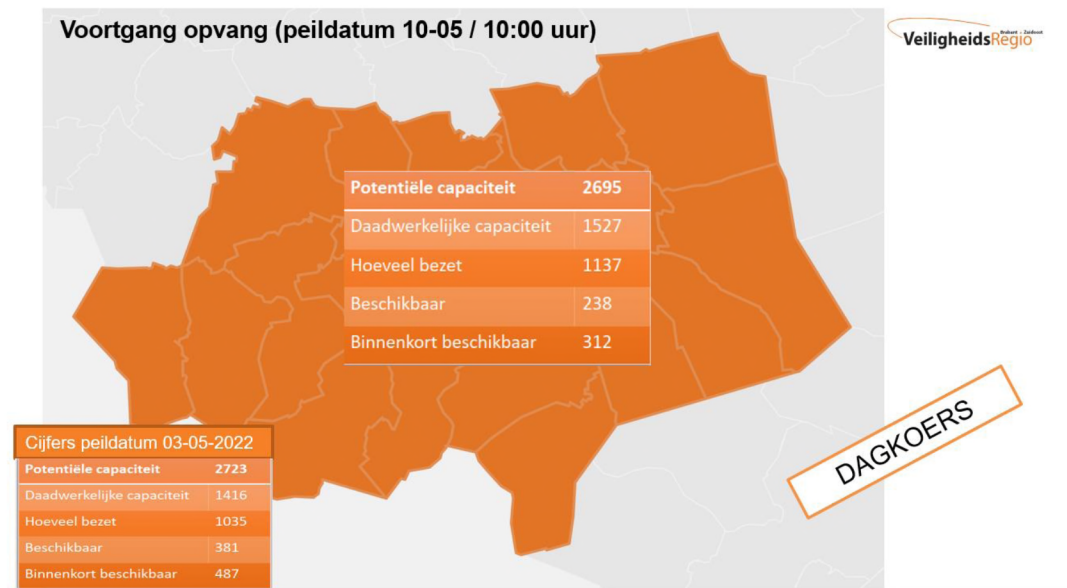 Voortgang opvang (peildatum 10-05 / 10:00 uur)
Brabant - Zuidoost
VeiligheidsRegio
Potentiële capaciteit 2695
Daadwerkelijke capaciteit 1527
Hoeveel bezet 1137
Beschikbaar 238
Binnenkort beschikbaar 312
DAGKOERS
Cijfers peildatum 03-05-2022
Potentiële capaciteit 2723
Daadwerkelijke capaciteit 1416
Hoeveel bezet 1035
Beschikbaar 381
Binnenkort beschikbaar 487